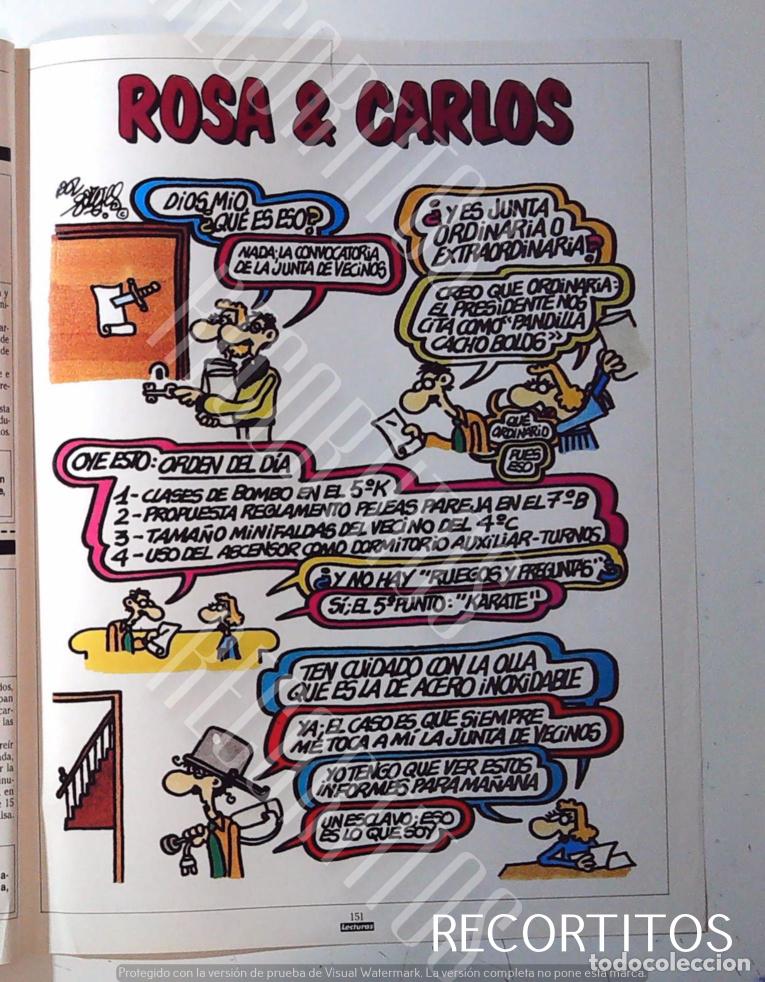 ROSA & CARLOS
POR
DIOS MIO
¿QUÉ ES ESO?
NADA; LA CONVOCATORIA
DE LA JUNTA DE VECINOS
¿Y ES JUNTA
ORDINARIA O
EXTRAORDINARIA?
CREO QUE ORDINARIA:
EL PRESIDENTE NOS
CITA COMO "PANDILLA
CACHO BOLOS"
QUÉ
ORDINARIO
PUES
ESO
OYE ESTO: ORDEN DEL DÍA
1- CLASES DE BOMBO EN EL 5º K
2- PROPUESTA REGLAMENTO PELEAS PAREJA EN EL 7º B
3- TAMAÑO MINIFALDAS DEL VECINO DEL 4º C
4- USO DEL ASCENSOR COMO DORMITORIO AUXILIAR-TURNOS
¿Y NO HAY "RUEGOS Y PREGUNTAS"?
SÍ; EL 5º PUNTO: "KARATE"
TEN CUIDADO CON LA OLLA
QUE ES LA DE ACERO INOXIDABLE
YA; EL CASO ES QUE SIEMPRE
ME TOCA A MÍ LA JUNTA DE VECINOS
YO TENGO QUE VER ESTOS
INFORMES PARA MAÑANA
UN ESCLAVO; ESO
ES LO QUE SOY
151
Lecturas
RECORTITOS
todocoleccion
Protegido con la versión de prueba de Visual Watermark. La versión completa no pone esta marca.